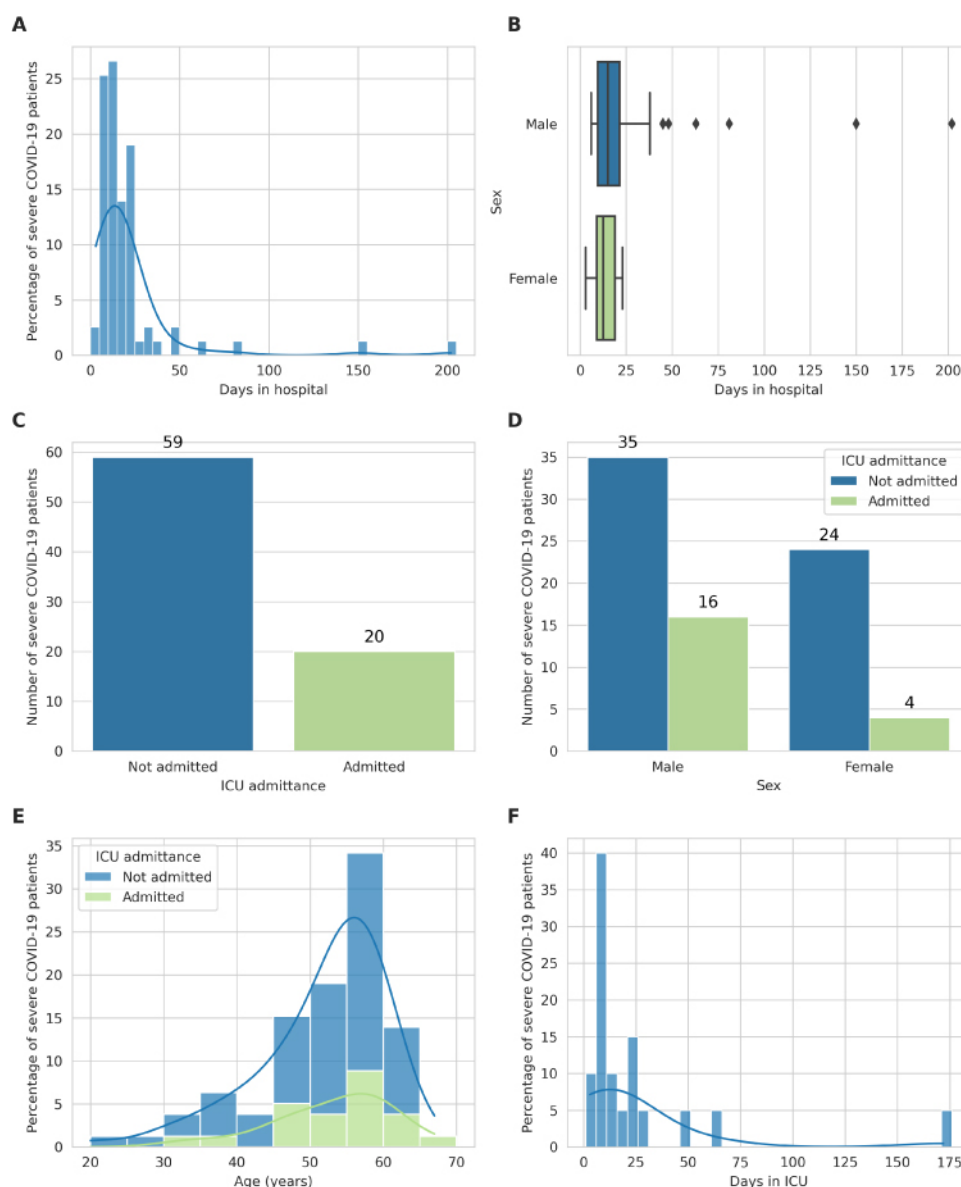 A
Percentage of severe COVID-19 patients
25
20
15
10
5
0
0 50 100 150 200
Days in hospital
B
Sex
Male
Female
0 25 50 75 100 125 150 175 200
Days in hospital
C
Number of severe COVID-19 patients
60
50
40
30
20
10
0
59
20
Not admitted Admitted
ICU admittance
D
Number of severe COVID-19 patients
35
30
25
20
15
10
5
0
ICU admittance
Not admitted
Admitted
35
16
24
4
Male Female
Sex
E
Percentage of severe COVID-19 patients
35
30
25
20
15
10
5
0
ICU admittance
Not admitted
Admitted
20 30 40 50 60 70
Age (years)
F
Percentage of severe COVID-19 patients
40
35
30
25
20
15
10
5
0
0 25 50 75 100 125 150 175
Days in ICU